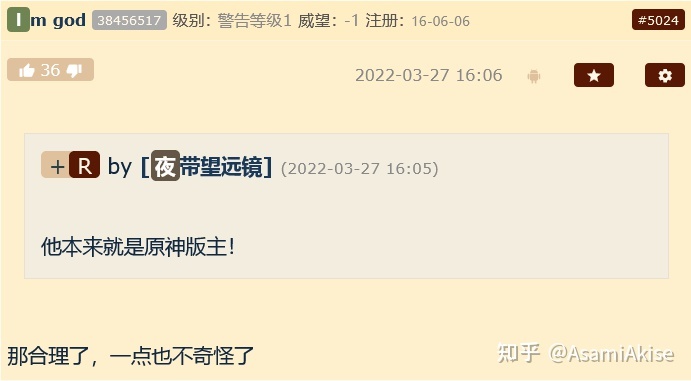 Im god 38456517 级别：警告等级1 威望：-1 注册：16-06-06 #5024
36 2022-03-27 16:06
+R by [夜带望远镜] (2022-03-27 16:05)
他本来就是原神版主！
那合理了，一点也不奇怪了
知乎 @AsamiAkise